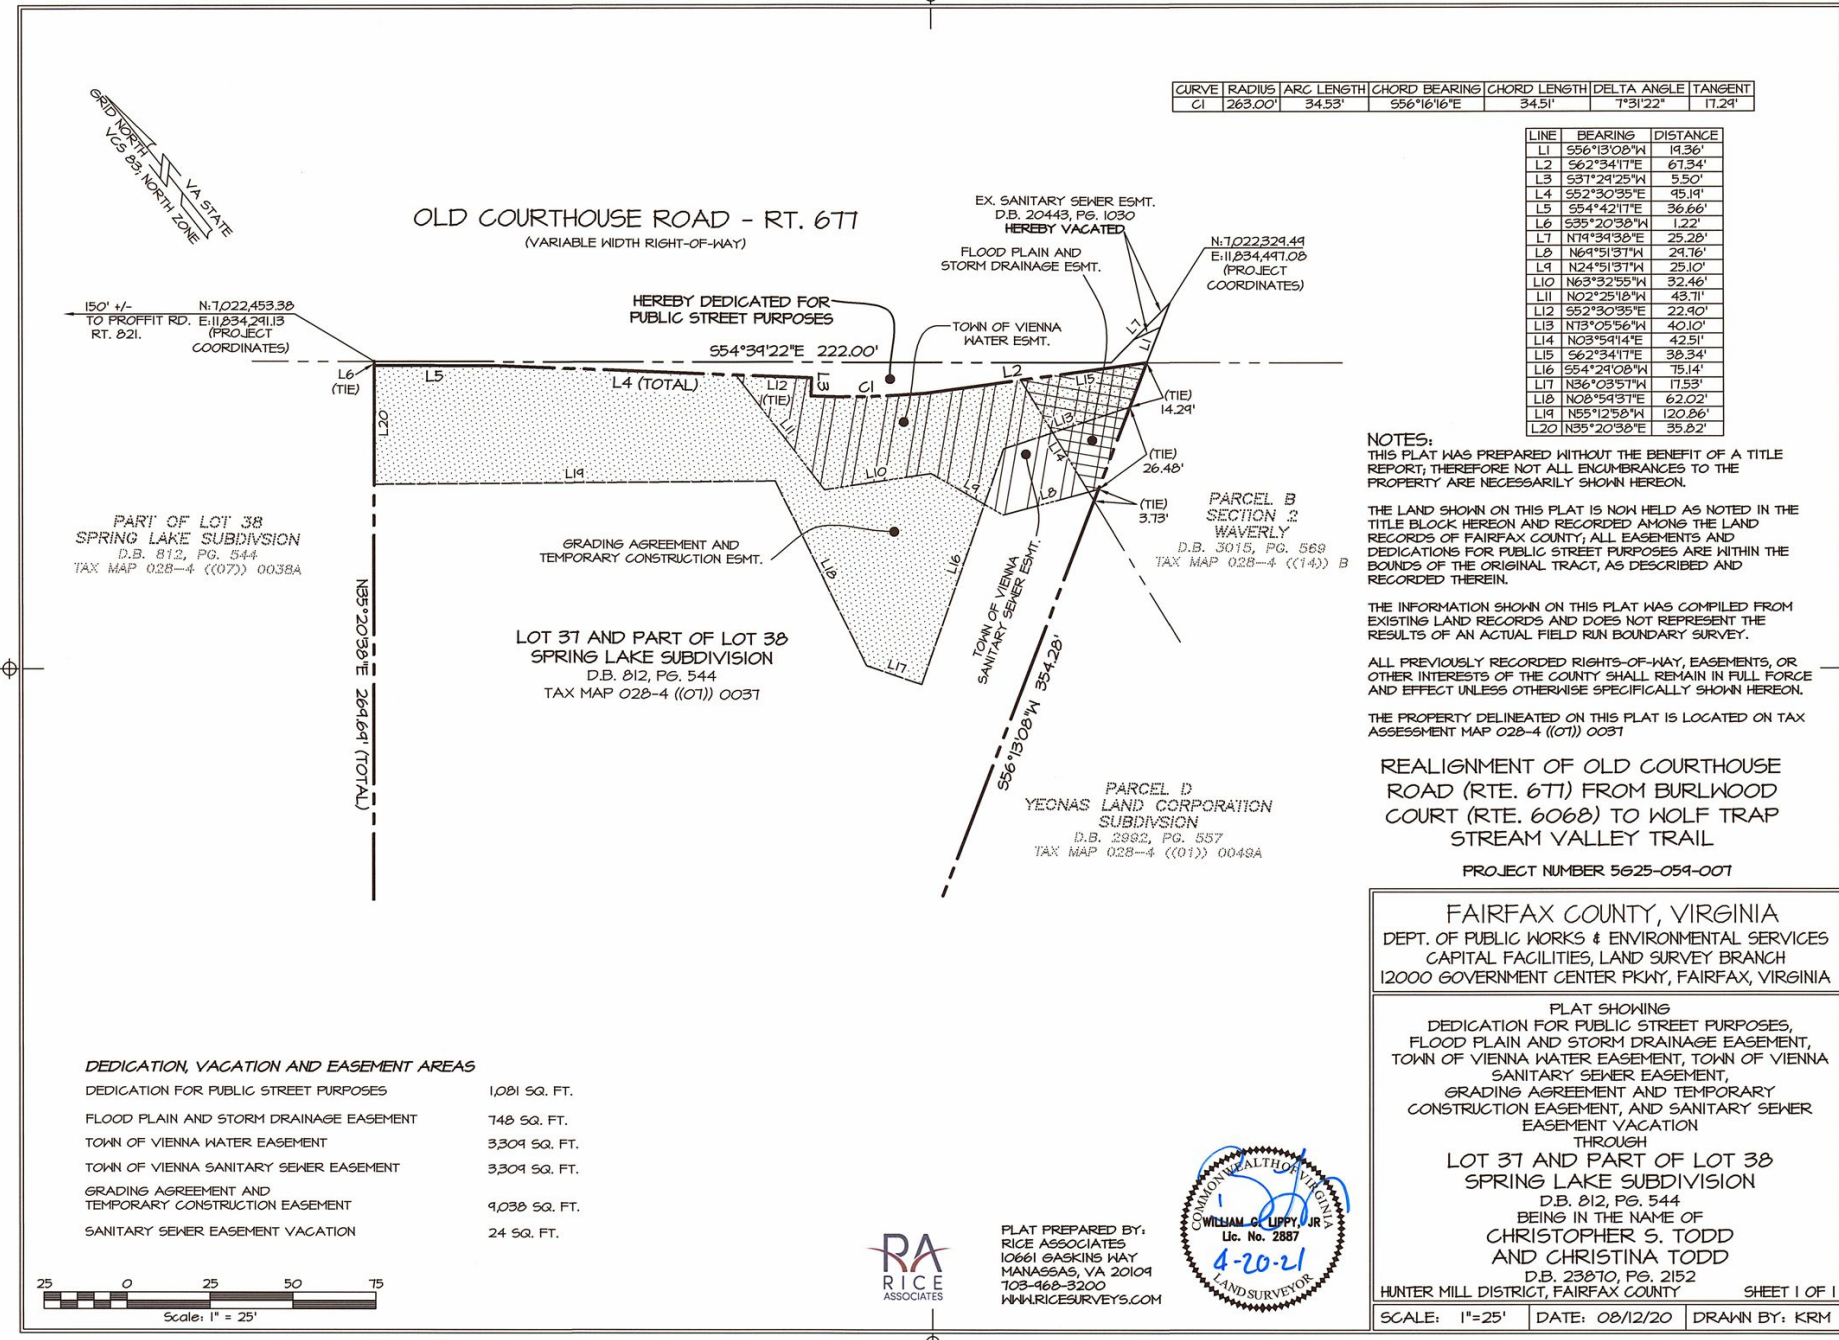 GRID NORTH
VCS 83, NORTH ZONE
VA STATE
CURVE RADIUS ARC LENGTH CHORD BEARING CHORD LENGTH DELTA ANGLE TANGENT
C1 263.00' 34.53' S56°16'16"E 34.51' 7°31'22" 17.29'
LINE BEARING DISTANCE
L1 S56°13'08"W 19.36'
L2 S62°34'17"E 67.34'
L3 S37°29'25"W 5.50'
L4 S52°30'35"E 95.19'
L5 S54°42'17"E 36.66'
L6 S35°20'38"W 1.22'
L7 N79°39'38"E 25.28'
L8 N69°51'37"W 29.76'
L9 N24°51'37"W 25.10'
L10 N63°32'55"W 32.46'
L11 N02°25'18"W 43.71'
L12 S52°30'35"E 22.90'
L13 N73°05'56"W 40.10'
L14 N03°59'14"E 42.51'
L15 S62°34'17"E 38.34'
L16 S54°29'08"W 75.14'
L17 N36°03'57"W 17.53'
L18 N08°59'37"E 62.02'
L19 N55°12'58"W 120.86'
L20 N35°20'38"E 35.82'
OLD COURTHOUSE ROAD - RT. 677
(VARIABLE WIDTH RIGHT-OF-WAY)
EX. SANITARY SEWER ESMT.
D.B. 20443, PG. 1030
HEREBY VACATED
FLOOD PLAIN AND
STORM DRAINAGE ESMT.
N:7,022,329.49
E:11,834,497.08
(PROJECT
COORDINATES)
150' +/-
TO PROFFIT RD.
RT. 821.
N:7,022,453.38
E:11,834,291.13
(PROJECT
COORDINATES)
HEREBY DEDICATED FOR
PUBLIC STREET PURPOSES
TOWN OF VIENNA
WATER ESMT.
S54°39'22"E 222.00'
L7
L1
L6
(TIE)
L5
L4 (TOTAL)
L12
(TIE)
L3
C1
L2
L15
(TIE)
14.29'
L20
L11
L13
L14
(TIE)
26.48'
L19
L10
L9
L8
(TIE)
3.73'
PART OF LOT 38
SPRING LAKE SUBDIVSION
D.B. 812, PG. 544
TAX MAP 028-4 ((07)) 0038A
GRADING AGREEMENT AND
TEMPORARY CONSTRUCTION ESMT.
L18
L16
L17
TOWN OF VIENNA
SANITARY SEWER ESMT.
PARCEL B
SECTION 2
WAVERLY
D.B. 3015, PG. 569
TAX MAP 028-4 ((14)) B
N35°20'38"E 269.69' (TOTAL)
LOT 37 AND PART OF LOT 38
SPRING LAKE SUBDIVISION
D.B. 812, PG. 544
TAX MAP 028-4 ((07)) 0037
S56°13'08"W 354.28'
PARCEL D
YEONAS LAND CORPORATION
SUBDIVSION
D.B. 2992, PG. 557
TAX MAP 028-4 ((01)) 0049A
NOTES:
THIS PLAT WAS PREPARED WITHOUT THE BENEFIT OF A TITLE
REPORT; THEREFORE NOT ALL ENCUMBRANCES TO THE
PROPERTY ARE NECESSARILY SHOWN HEREON.
THE LAND SHOWN ON THIS PLAT IS NOW HELD AS NOTED IN THE
TITLE BLOCK HEREON AND RECORDED AMONG THE LAND
RECORDS OF FAIRFAX COUNTY; ALL EASEMENTS AND
DEDICATIONS FOR PUBLIC STREET PURPOSES ARE WITHIN THE
BOUNDS OF THE ORIGINAL TRACT, AS DESCRIBED AND
RECORDED THEREIN.
THE INFORMATION SHOWN ON THIS PLAT WAS COMPILED FROM
EXISTING LAND RECORDS AND DOES NOT REPRESENT THE
RESULTS OF AN ACTUAL FIELD RUN BOUNDARY SURVEY.
ALL PREVIOUSLY RECORDED RIGHTS-OF-WAY, EASEMENTS, OR
OTHER INTERESTS OF THE COUNTY SHALL REMAIN IN FULL FORCE
AND EFFECT UNLESS OTHERWISE SPECIFICALLY SHOWN HEREON.
THE PROPERTY DELINEATED ON THIS PLAT IS LOCATED ON TAX
ASSESSMENT MAP 028-4 ((07)) 0037
REALIGNMENT OF OLD COURTHOUSE
ROAD (RTE. 677) FROM BURLWOOD
COURT (RTE. 6068) TO WOLF TRAP
STREAM VALLEY TRAIL
PROJECT NUMBER 5G25-059-007
FAIRFAX COUNTY, VIRGINIA
DEPT. OF PUBLIC WORKS & ENVIRONMENTAL SERVICES
CAPITAL FACILITIES, LAND SURVEY BRANCH
12000 GOVERNMENT CENTER PKWY, FAIRFAX, VIRGINIA
PLAT SHOWING
DEDICATION FOR PUBLIC STREET PURPOSES,
FLOOD PLAIN AND STORM DRAINAGE EASEMENT,
TOWN OF VIENNA WATER EASEMENT, TOWN OF VIENNA
SANITARY SEWER EASEMENT,
GRADING AGREEMENT AND TEMPORARY
CONSTRUCTION EASEMENT, AND SANITARY SEWER
EASEMENT VACATION
THROUGH
LOT 37 AND PART OF LOT 38
SPRING LAKE SUBDIVISION
D.B. 812, PG. 544
BEING IN THE NAME OF
CHRISTOPHER S. TODD
AND CHRISTINA TODD
D.B. 23870, PG. 2152
HUNTER MILL DISTRICT, FAIRFAX COUNTY SHEET 1 OF 1
SCALE: 1"=25' DATE: 08/12/20 DRAWN BY: KRM
DEDICATION, VACATION AND EASEMENT AREAS
DEDICATION FOR PUBLIC STREET PURPOSES 1,081 SQ. FT.
FLOOD PLAIN AND STORM DRAINAGE EASEMENT 748 SQ. FT.
TOWN OF VIENNA WATER EASEMENT 3,309 SQ. FT.
TOWN OF VIENNA SANITARY SEWER EASEMENT 3,309 SQ. FT.
GRADING AGREEMENT AND
TEMPORARY CONSTRUCTION EASEMENT 9,038 SQ. FT.
SANITARY SEWER EASEMENT VACATION 24 SQ. FT.
25 0 25 50 75
Scale: 1" = 25'
RA
RICE
ASSOCIATES
PLAT PREPARED BY:
RICE ASSOCIATES
10661 GASKINS WAY
MANASSAS, VA 20109
703-968-3200
WWW.RICESURVEYS.COM
COMMONWEALTH OF VIRGINIA
WILLIAM C. LIPPY, JR
Lic. No. 2887
4-20-21
LAND SURVEYOR